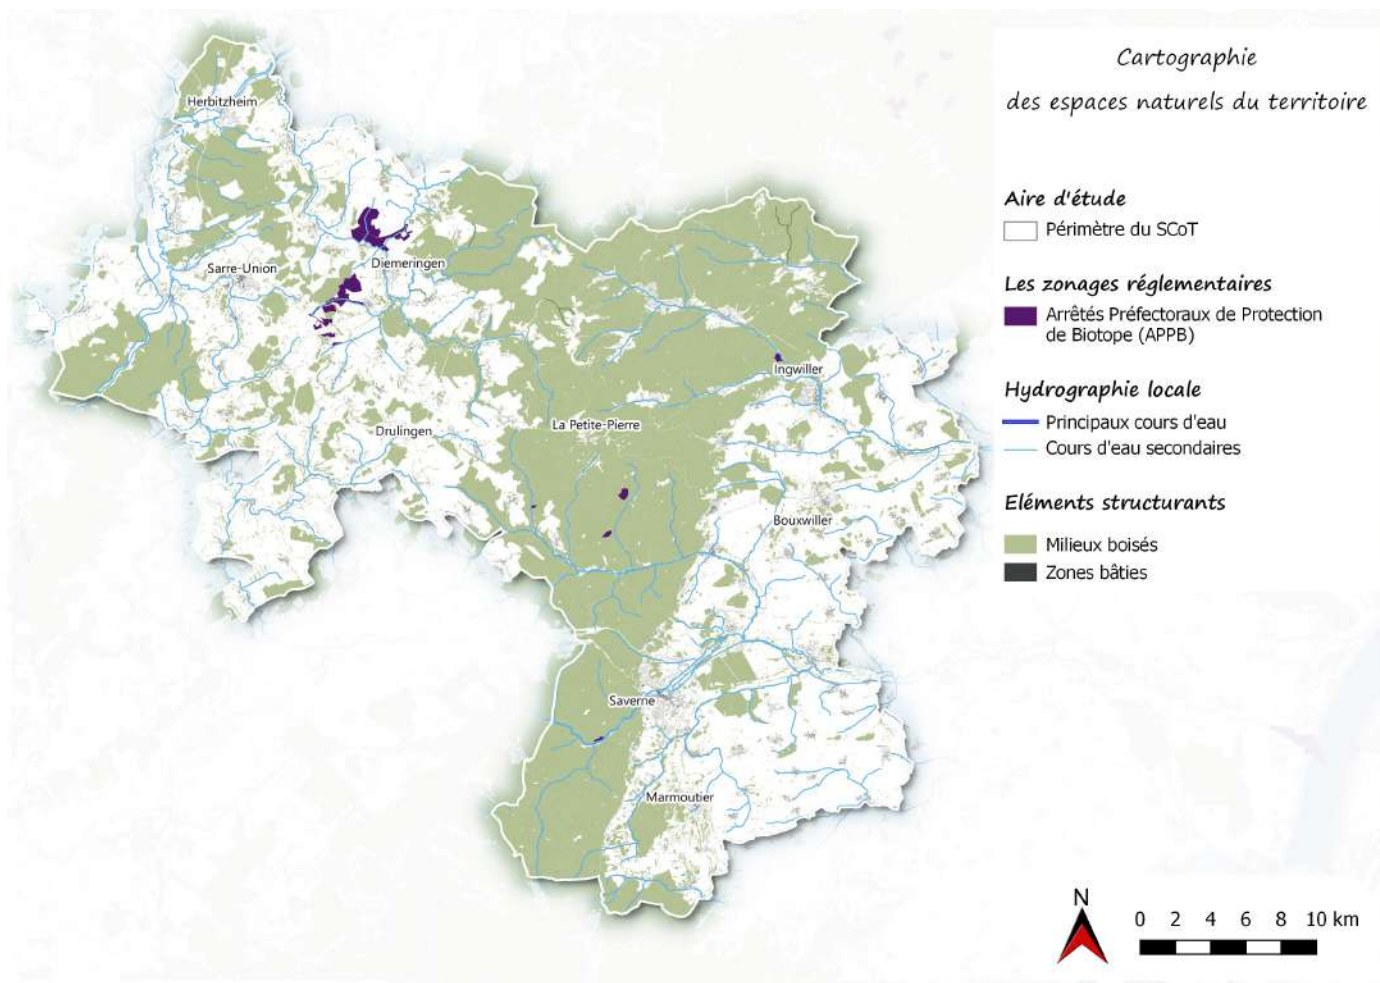 Cartographie
des espaces naturels du territoire
Aire d'étude
Périmètre du SCoT
Les zonages réglementaires
Arrêtés Préfectoraux de Protection
de Biotope (APPB)
Hydrographie locale
Principaux cours d'eau
Cours d'eau secondaires
Eléments structurants
Milieux boisés
Zones bâties
Herbitzheim
Sarre-Union
Diemeringen
Ingwiller
Drulingen
La Petite-Pierre
Bouxwiller
Saverne
Marmoutier
N
0 2 4 6 8 10 km